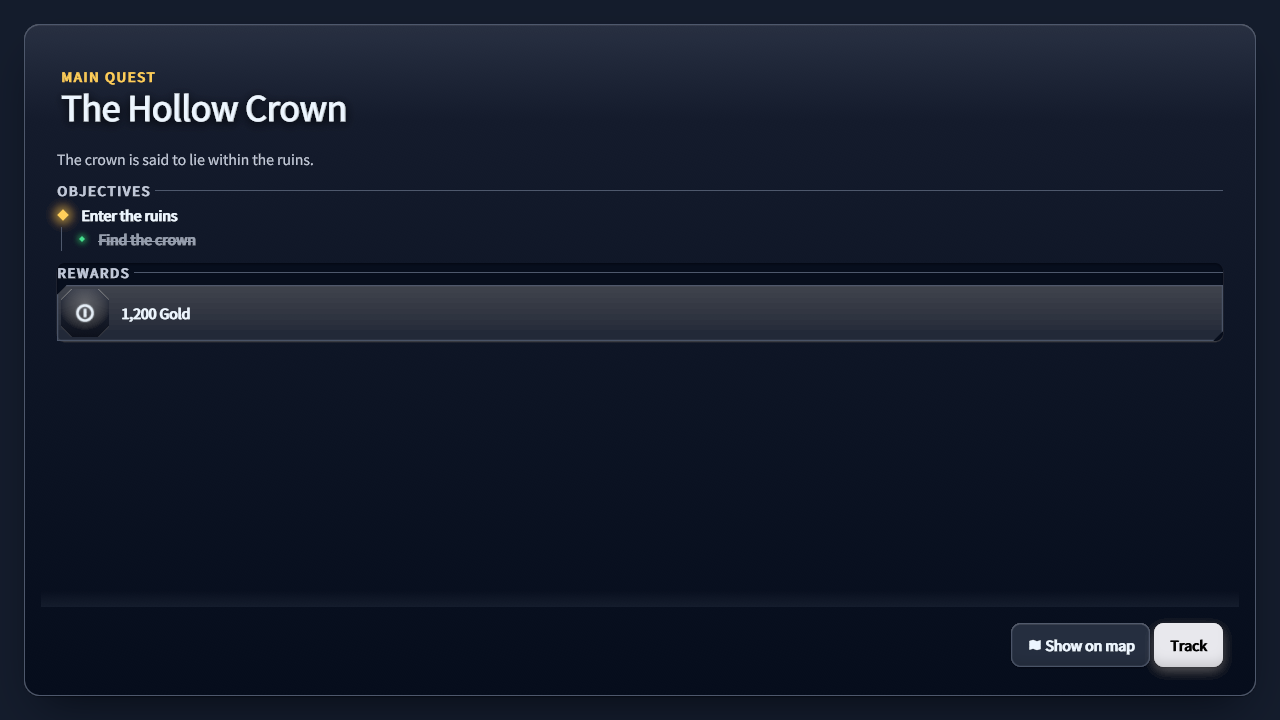 MAIN QUEST
The Hollow Crown
The crown is said to lie within the ruins.
OBJECTIVES
Enter the ruins
Find the crown
REWARDS
1,200 Gold
Show on map
Track